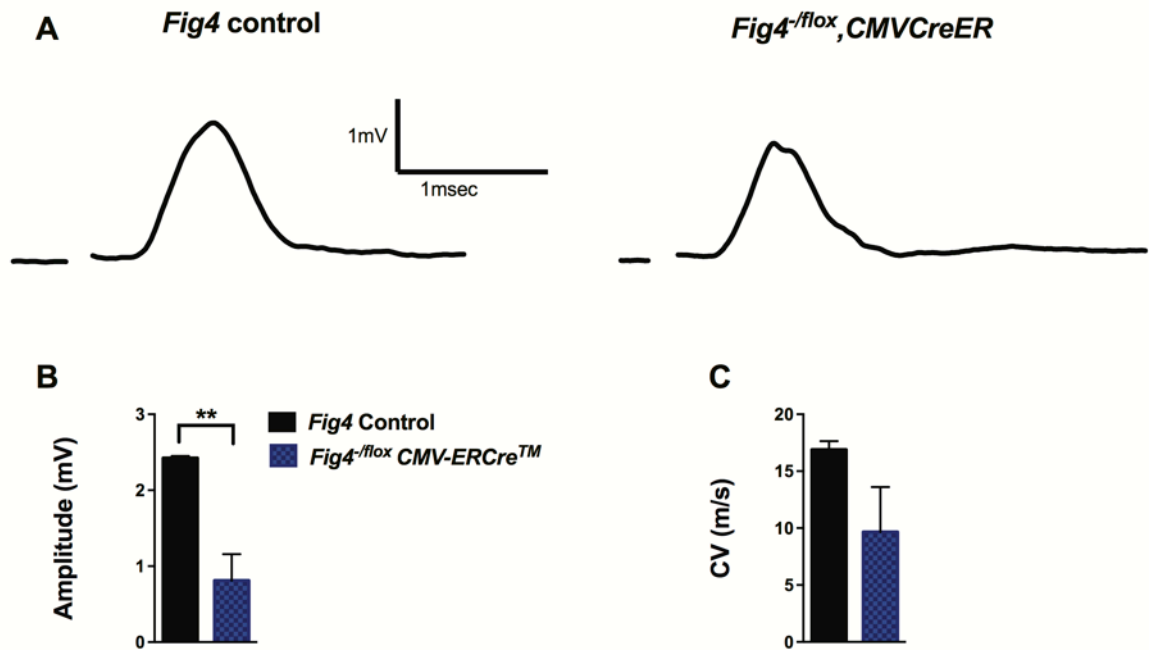 A
Fig4 control
Fig4-/flox,CMVCreER
1mV
1msec
B
Amplitude (mV)
3
2
1
0
**
Fig4 Control
Fig4-/flox CMV-ERCreTM
C
CV (m/s)
20
15
10
5
0